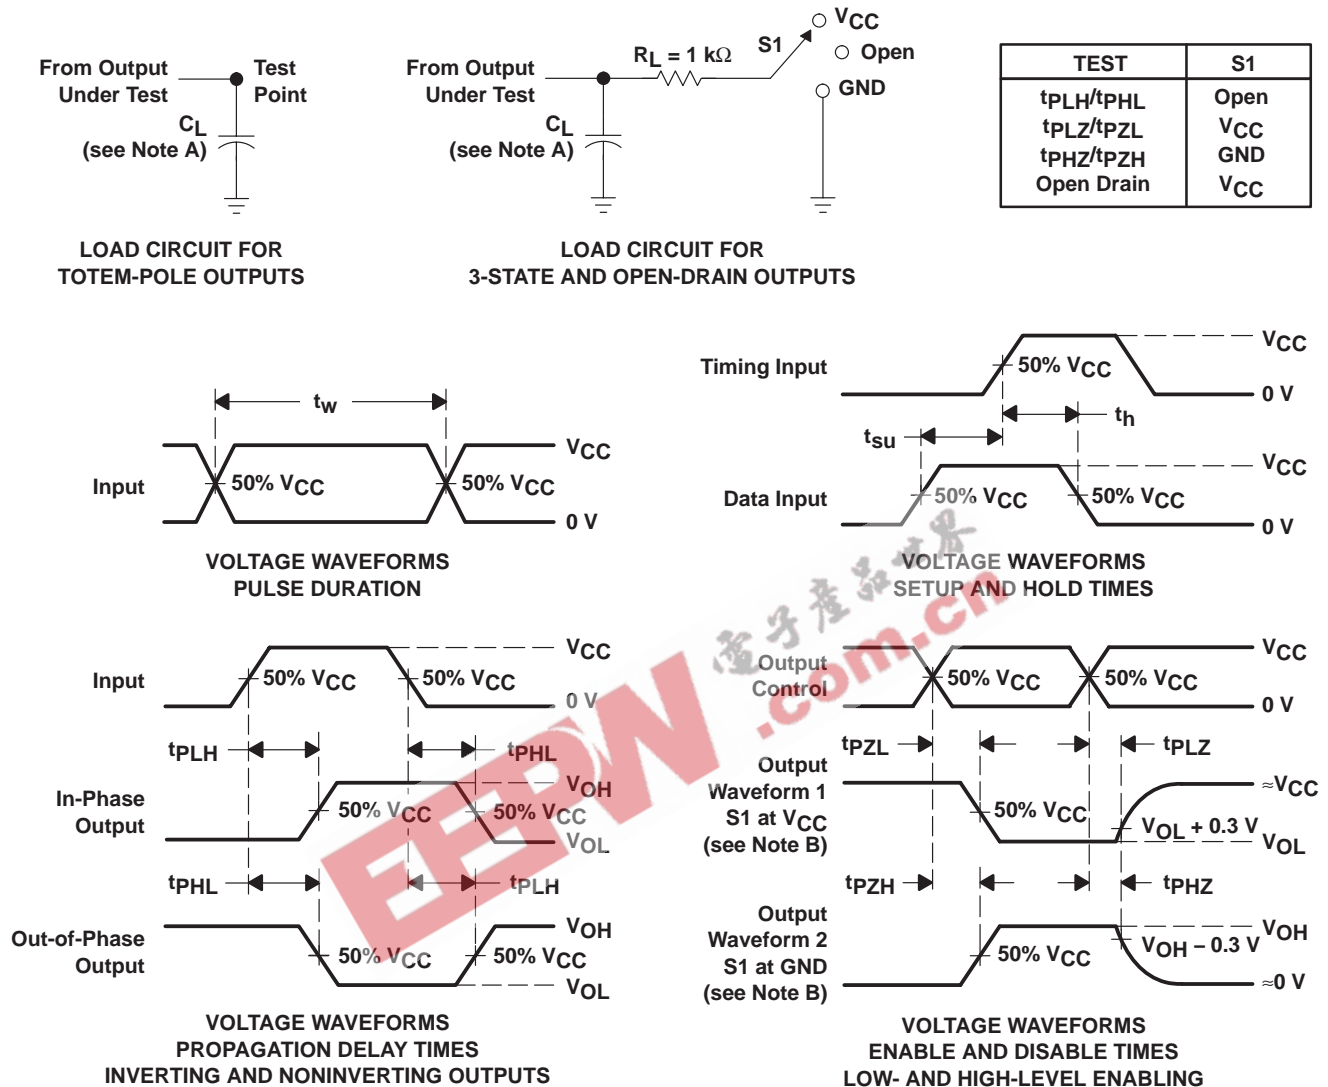 From Output
Under Test
Test
Point
CL
(see Note A)
LOAD CIRCUIT FOR
TOTEM-POLE OUTPUTS
From Output
Under Test
RL = 1 kΩ
S1
VCC
Open
GND
CL
(see Note A)
LOAD CIRCUIT FOR
3-STATE AND OPEN-DRAIN OUTPUTS
TEST S1
tPLH/tPHL Open
tPLZ/tPZL VCC
tPHZ/tPZH GND
Open Drain VCC
tw
Input
50% VCC
50% VCC
VCC
0 V
VOLTAGE WAVEFORMS
PULSE DURATION
Timing Input
50% VCC
VCC
0 V
tsu
th
Data Input
50% VCC
50% VCC
VCC
0 V
VOLTAGE WAVEFORMS
SETUP AND HOLD TIMES
Input
50% VCC
50% VCC
VCC
0 V
tPLH
tPHL
In-Phase
Output
50% VCC
50% VCC
VOH
VOL
tPHL
tPLH
Out-of-Phase
Output
50% VCC
50% VCC
VOH
VOL
VOLTAGE WAVEFORMS
PROPAGATION DELAY TIMES
INVERTING AND NONINVERTING OUTPUTS
Output
Control
50% VCC
50% VCC
VCC
0 V
tPZL
tPLZ
Output
Waveform 1
S1 at VCC
(see Note B)
50% VCC
≈VCC
VOL + 0.3 V
VOL
tPZH
tPHZ
Output
Waveform 2
S1 at GND
(see Note B)
50% VCC
VOH
VOH − 0.3 V
≈0 V
VOLTAGE WAVEFORMS
ENABLE AND DISABLE TIMES
LOW- AND HIGH-LEVEL ENABLING
EEPW.com.cn
電子產品世界